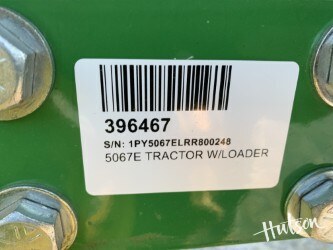 396467
S/N: 1PY5067ELRR800248
5067E TRACTOR W/LOADER
Hutson